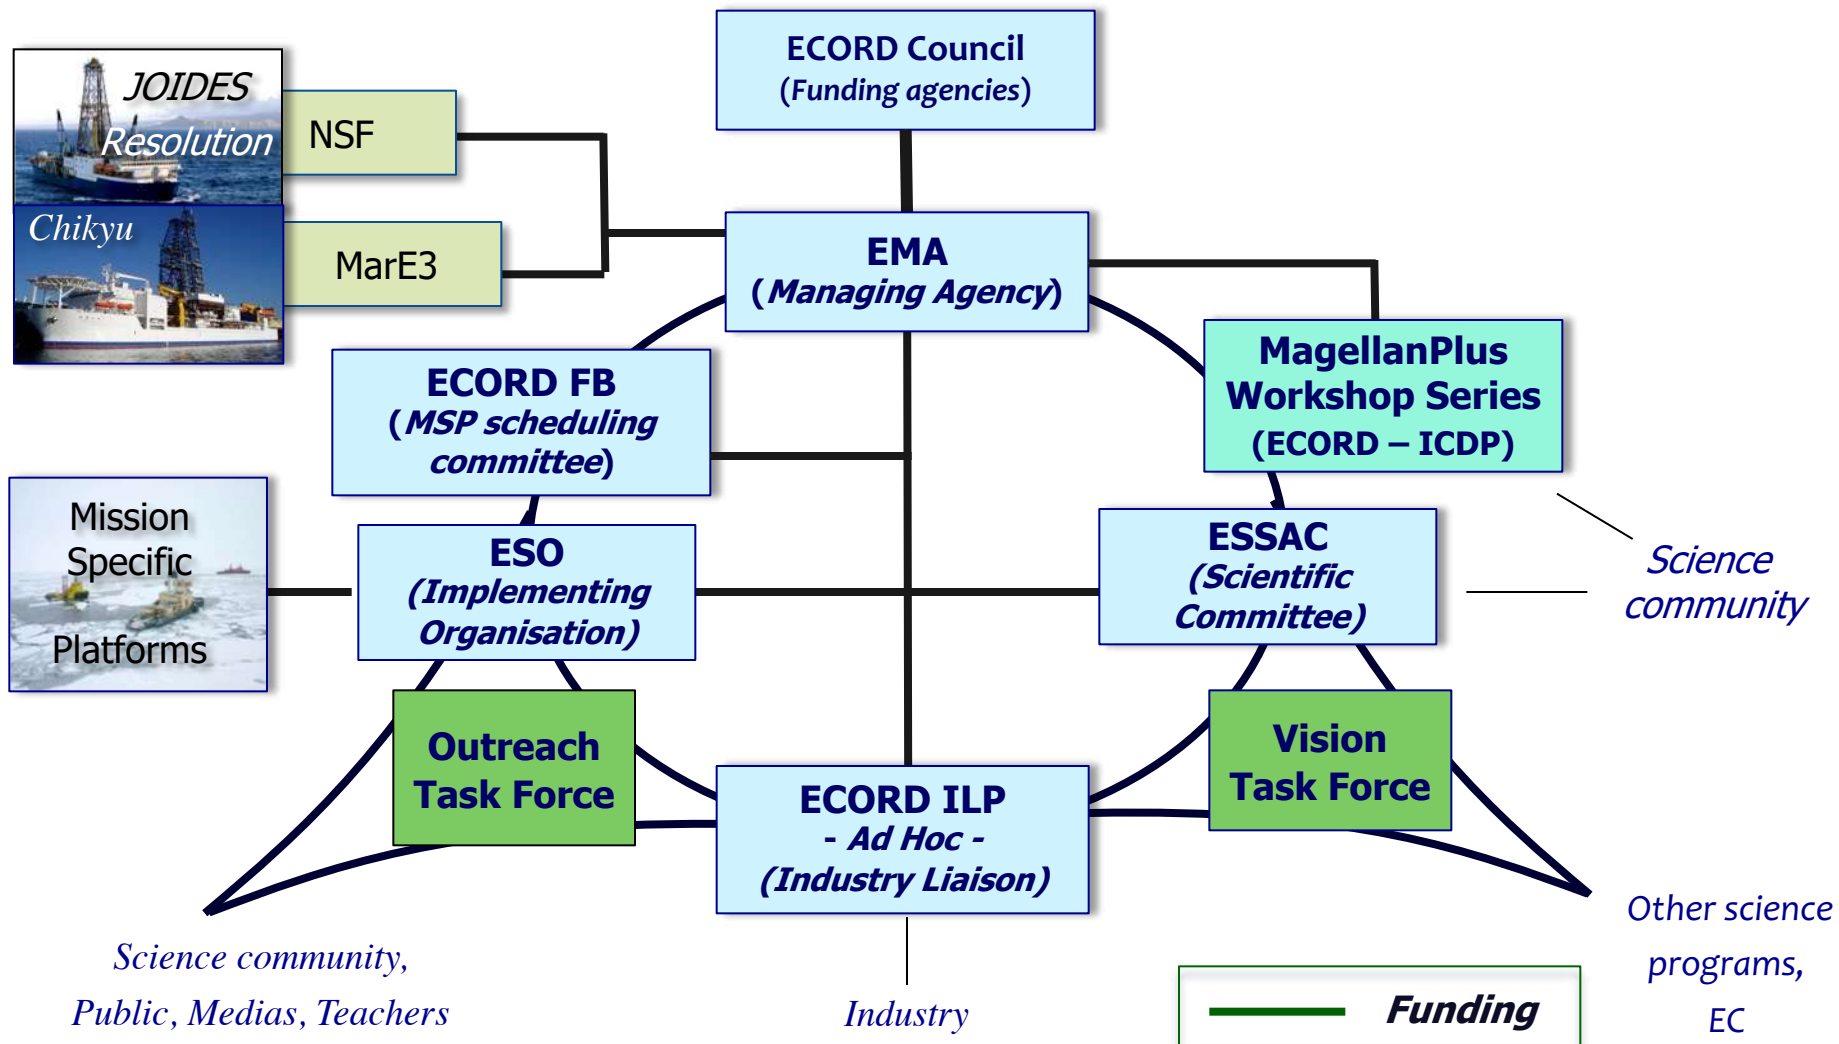 ECORD Council
(Funding agencies)
JOIDES
Resolution
NSF
Chikyu
MarE3
EMA
(Managing Agency)
MagellanPlus
Workshop Series
(ECORD – ICDP)
ECORD FB
(MSP scheduling
committee)
Mission
Specific
Platforms
ESO
(Implementing
Organisation)
ESSAC
(Scientific
Committee)
Science
community
Outreach
Task Force
Vision
Task Force
ECORD ILP
- Ad Hoc -
(Industry Liaison)
Science community,
Public, Medias, Teachers
Industry
Other science
programs,
EC
Funding